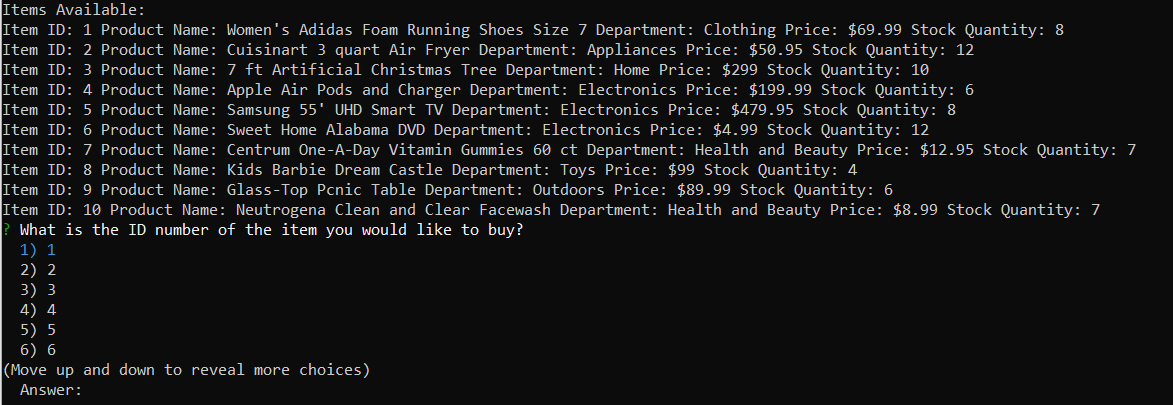 Items Available:
Item ID: 1 Product Name: Women's Adidas Foam Running Shoes Size 7 Department: Clothing Price: $69.99 Stock Quantity: 8
Item ID: 2 Product Name: Cuisinart 3 quart Air Fryer Department: Appliances Price: $50.95 Stock Quantity: 12
Item ID: 3 Product Name: 7 ft Artificial Christmas Tree Department: Home Price: $299 Stock Quantity: 10
Item ID: 4 Product Name: Apple Air Pods and Charger Department: Electronics Price: $199.99 Stock Quantity: 6
Item ID: 5 Product Name: Samsung 55' UHD Smart TV Department: Electronics Price: $479.95 Stock Quantity: 8
Item ID: 6 Product Name: Sweet Home Alabama DVD Department: Electronics Price: $4.99 Stock Quantity: 12
Item ID: 7 Product Name: Centrum One-A-Day Vitamin Gummies 60 ct Department: Health and Beauty Price: $12.95 Stock Quantity: 7
Item ID: 8 Product Name: Kids Barbie Dream Castle Department: Toys Price: $99 Stock Quantity: 4
Item ID: 9 Product Name: Glass-Top Pcnic Table Department: Outdoors Price: $89.99 Stock Quantity: 6
Item ID: 10 Product Name: Neutrogena Clean and Clear Facewash Department: Health and Beauty Price: $8.99 Stock Quantity: 7
? What is the ID number of the item you would like to buy?
1) 1
2) 2
3) 3
4) 4
5) 5
6) 6
(Move up and down to reveal more choices)
Answer: